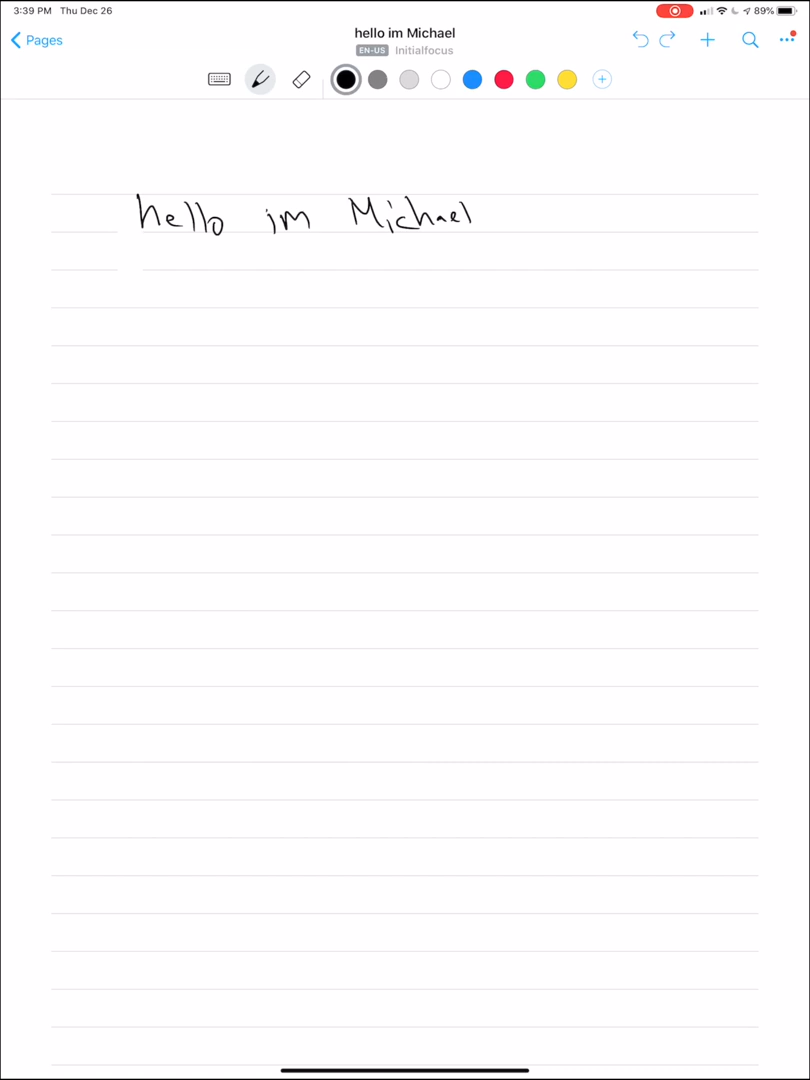 3:39 PM Thu Dec 26 89%
Pages
hello im Michael
EN-US Initialfocus
hello im Michael